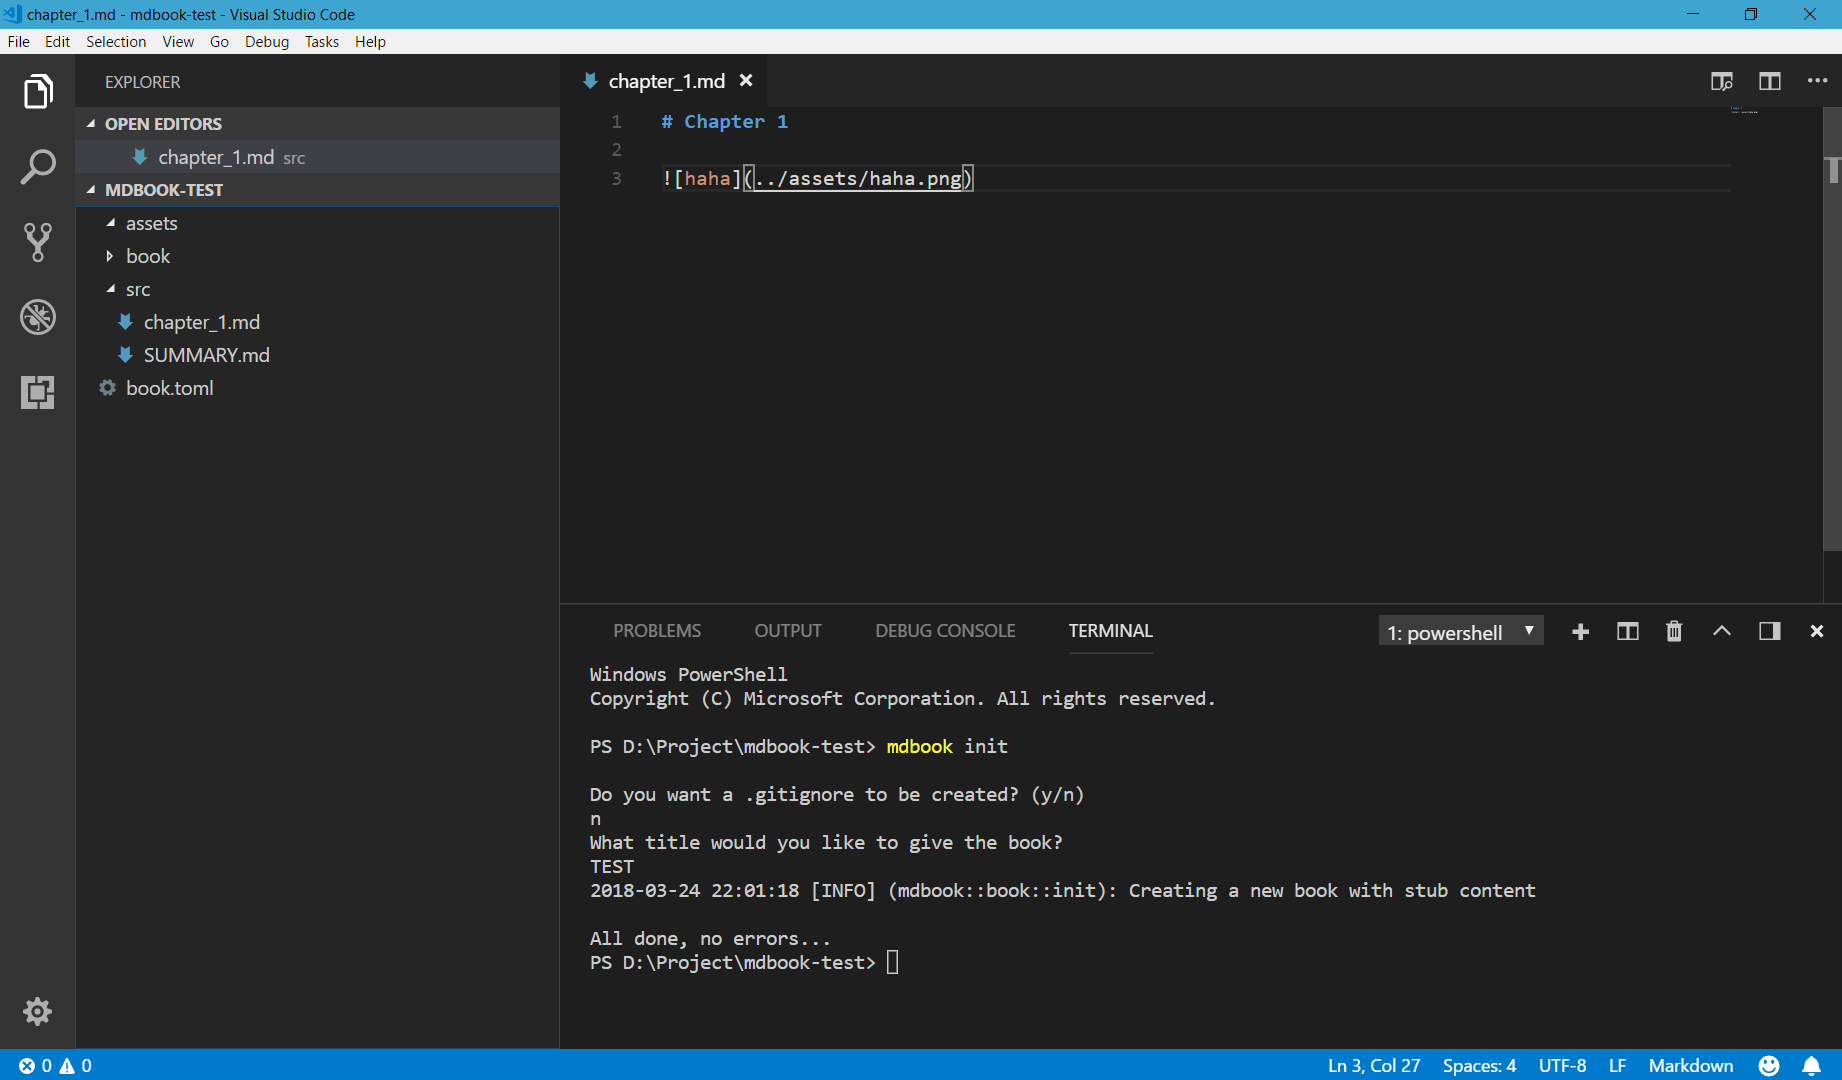 chapter_1.md - mdbook-test - Visual Studio Code
File Edit Selection View Go Debug Tasks Help
EXPLORER
OPEN EDITORS
chapter_1.md src
MDBOOK-TEST
assets
book
src
chapter_1.md
SUMMARY.md
book.toml
chapter_1.md
1 # Chapter 1
2
3 ![haha](../assets/haha.png)
PROBLEMS OUTPUT DEBUG CONSOLE TERMINAL 1: powershell
Windows PowerShell
Copyright (C) Microsoft Corporation. All rights reserved.
PS D:\Project\mdbook-test> mdbook init
Do you want a .gitignore to be created? (y/n)
n
What title would you like to give the book?
TEST
2018-03-24 22:01:18 [INFO] (mdbook::book::init): Creating a new book with stub content
All done, no errors...
PS D:\Project\mdbook-test>
0 0 Ln 3, Col 27 Spaces: 4 UTF-8 LF Markdown